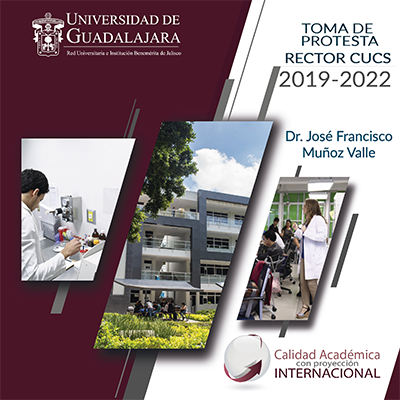 UNIVERSIDAD DE
GUADALAJARA
Red Universitaria e Institución Benemérita de Jalisco
TOMA DE
PROTESTA
RECTOR CUCS
2019-2022
Dr. José Francisco
Muñoz Valle
Calidad Académica
con proyección
INTERNACIONAL